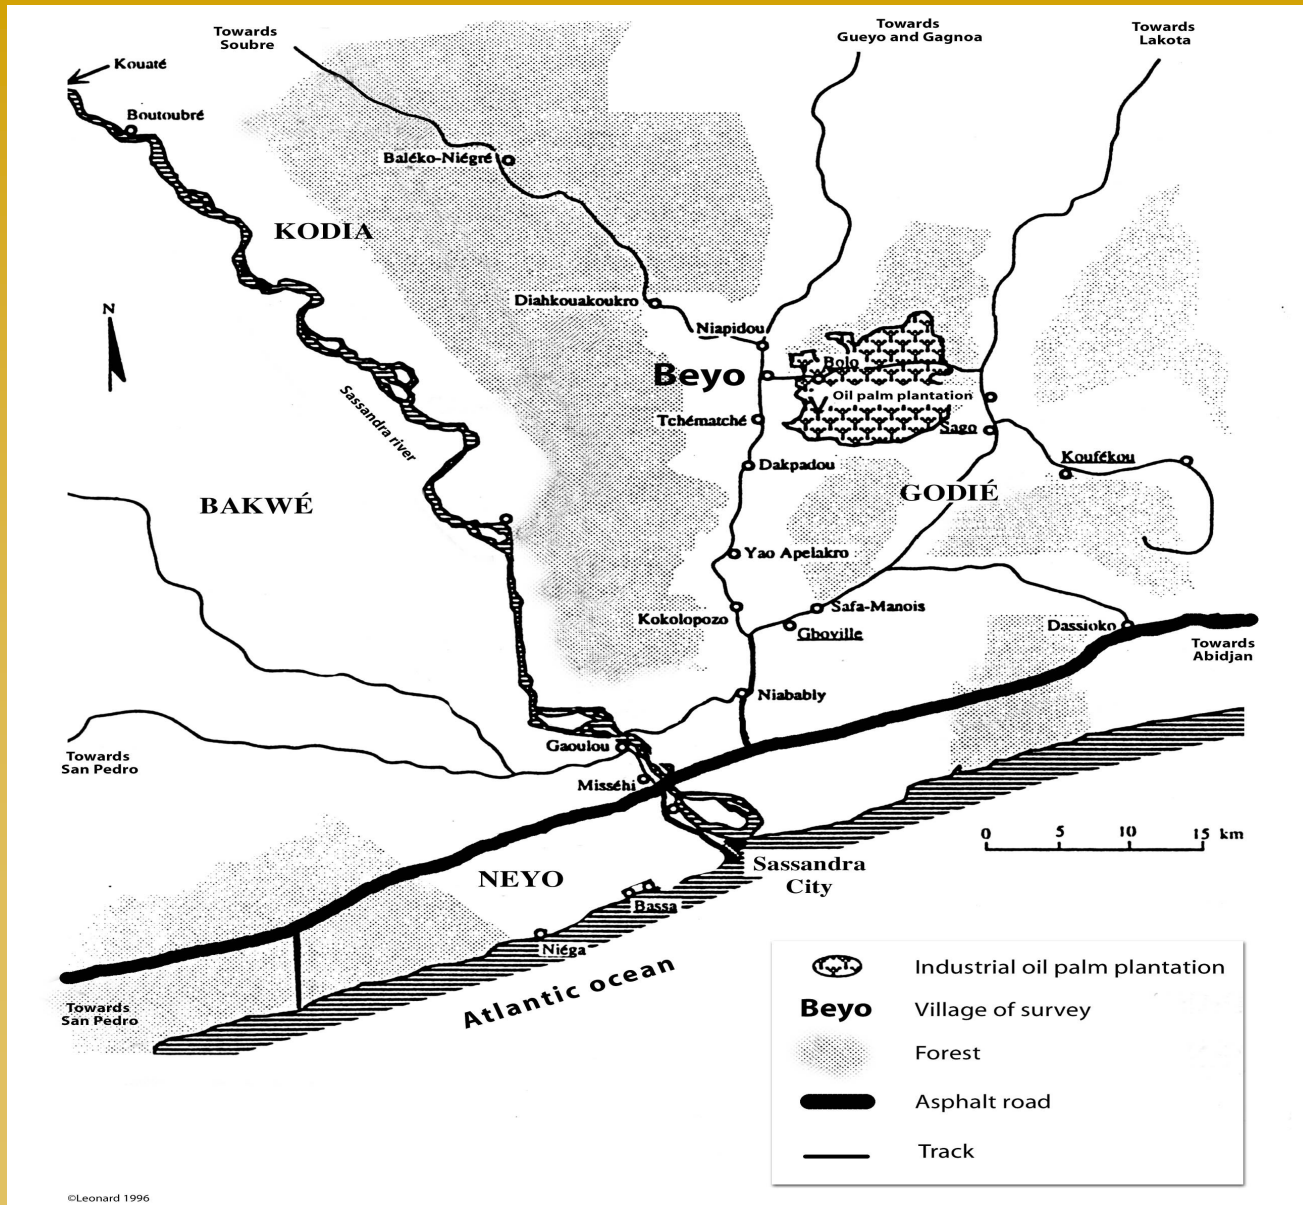 Towards
Soubre
Towards
Gueyo and Gagnoa
Towards
Lakota
Kouaté
Boutoubré
Baléko-Niégré
KODIA
Diahkouakoukro
N
Niapidou
Bolo
Beyo
Oil palm plantation
Sassandra river
Tchématché
Sago
Koufékou
Dakpadou
BAKWÉ
GODIÉ
Yao Apelakro
Kokolopozo
Safa-Manois
Gboville
Dassioko
Towards
Abidjan
Niabably
Gaoulou
Towards
San Pedro
Misséhi
0 5 10 15 km
Sassandra
City
NEYO
Bassa
Niéga
Atlantic ocean
Towards
San Pedro
Industrial oil palm plantation
Beyo Village of survey
Forest
Asphalt road
Track
©Leonard 1996